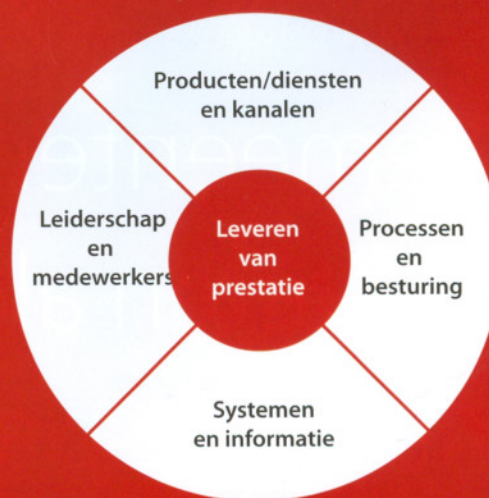 Producten/diensten
en kanalen
Leiderschap
en
medewerkers
Leveren
van
prestatie
Processen
en
besturing
Systemen
en informatie